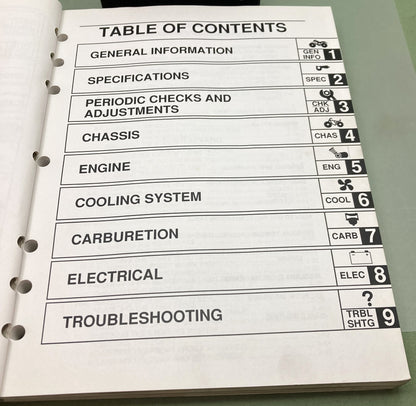 TABLE OF CONTENTS
GENERAL INFORMATION
GEN
INFO 1
SPECIFICATIONS
SPEC 2
PERIODIC CHECKS AND
ADJUSTMENTS
CHK
ADJ 3
CHASSIS
CHAS 4
ENGINE
ENG 5
COOLING SYSTEM
COOL 6
CARBURETION
CARB 7
ELECTRICAL
ELEC 8
TROUBLESHOOTING
?
TRBL
SHTG 9